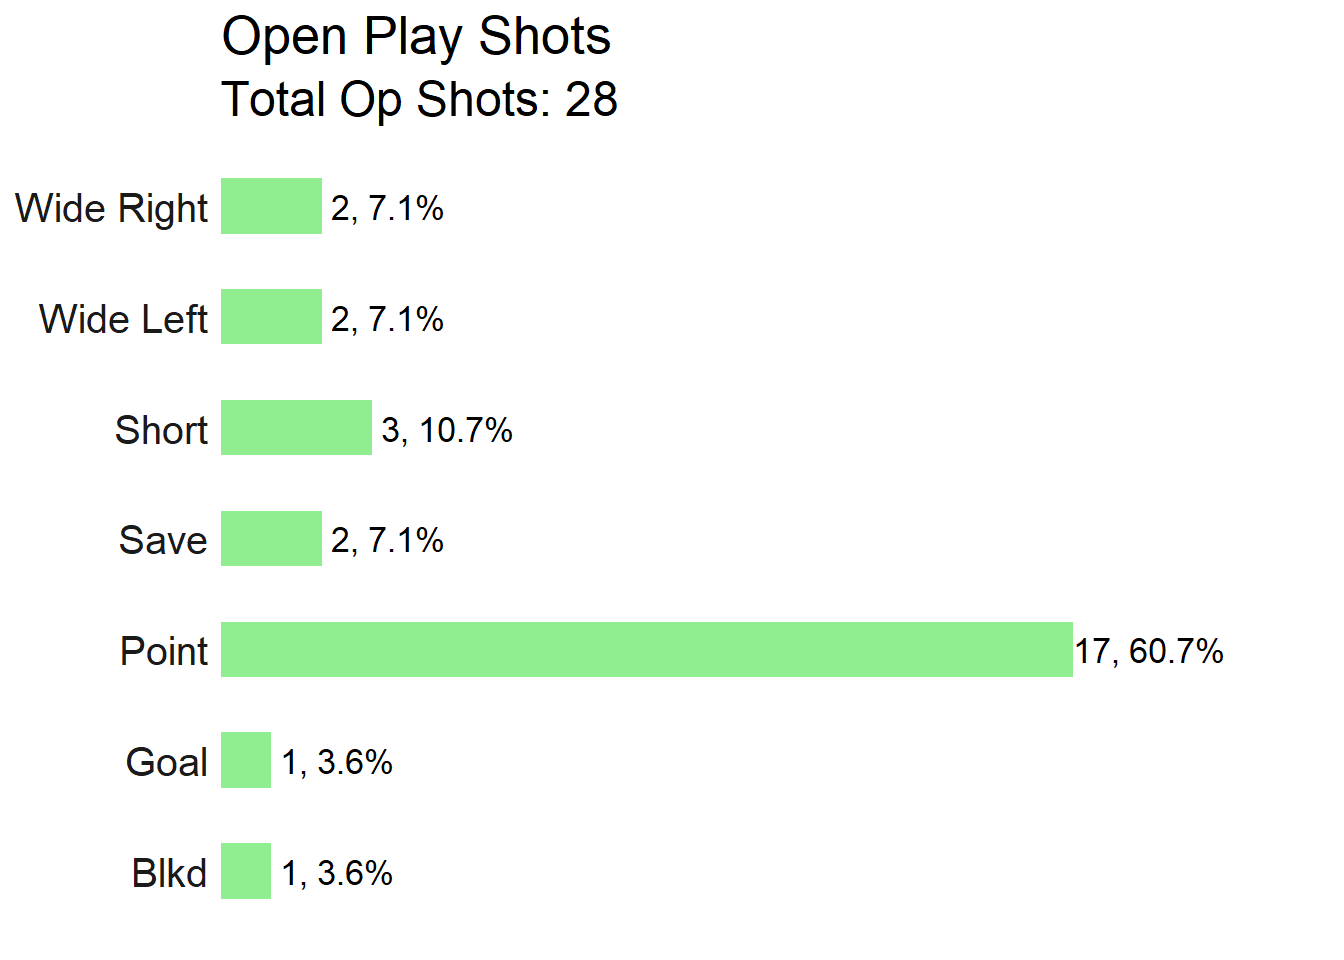 Open Play Shots
Total Op Shots: 28
Wide Right 2, 7.1%
Wide Left 2, 7.1%
Short 3, 10.7%
Save 2, 7.1%
Point 17, 60.7%
Goal 1, 3.6%
Blkd 1, 3.6%